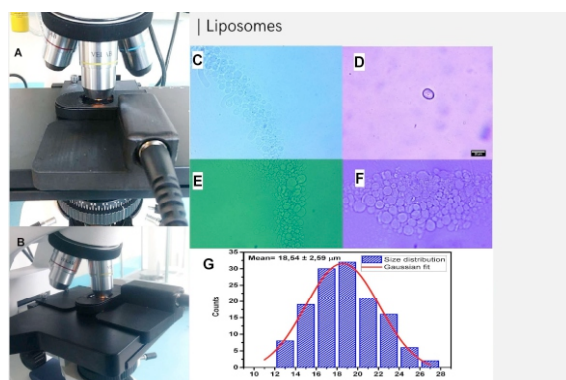 | Liposomes
A
C
D
E
F
B
G
Mean= 18,54 ± 2,59 μm
Size distribution
Gaussian fit
Counts
35
30
25
20
15
10
5
0
10 12 14 16 18 20 22 24 26 28